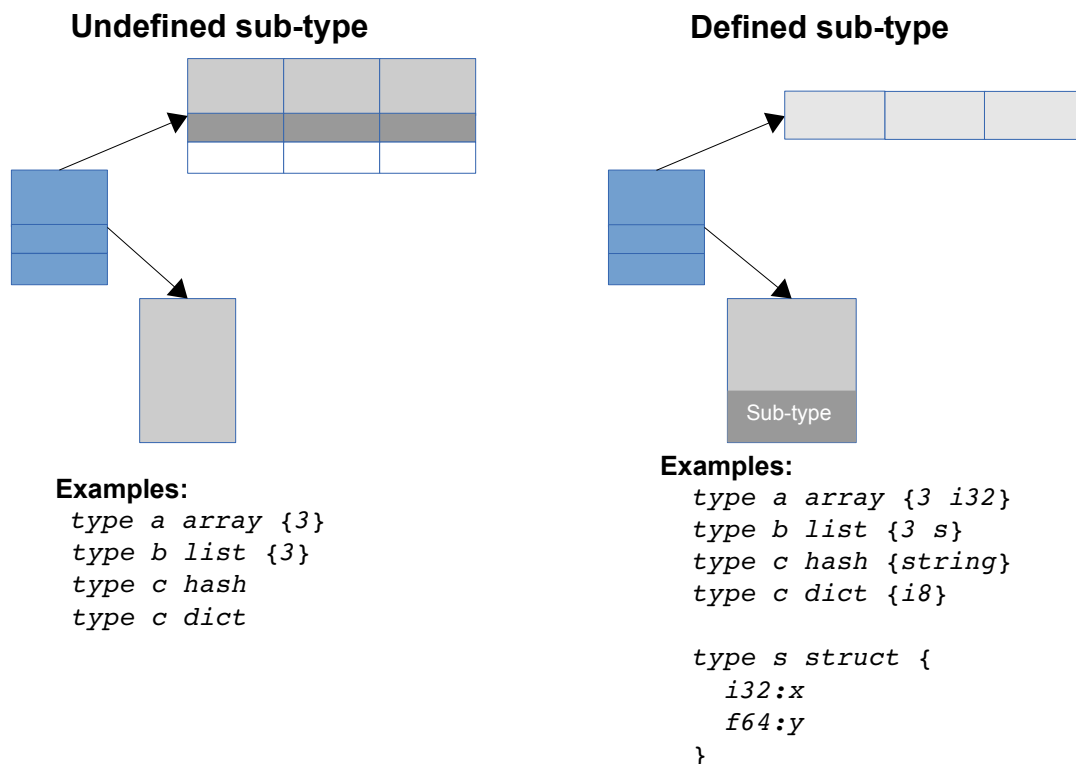 Undefined sub-type
Examples:
type a array {3}
type b list {3}
type c hash
type c dict
Defined sub-type
Sub-type
Examples:
type a array {3 i32}
type b list {3 s}
type c hash {string}
type c dict {i8}
type s struct {
i32:x
f64:y
}